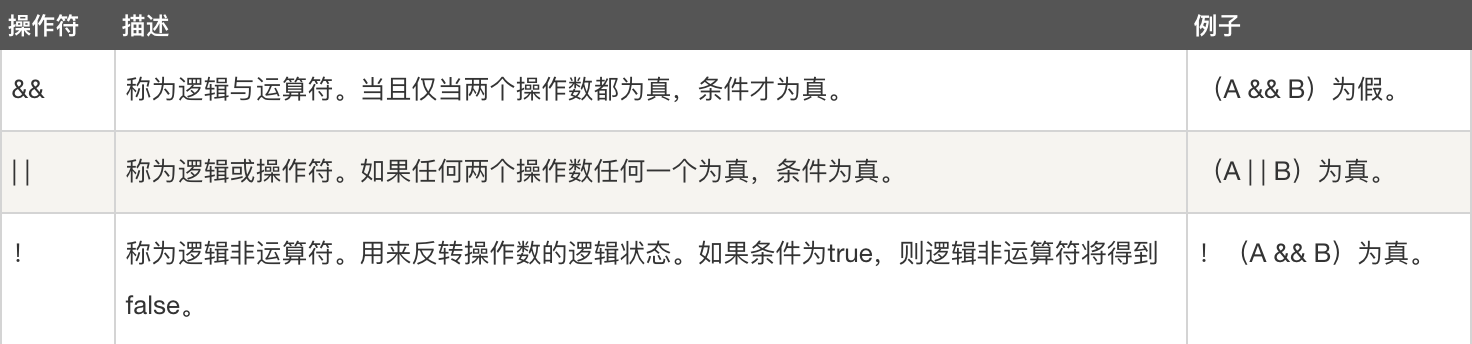 操作符 描述 例子
&& 称为逻辑与运算符。当且仅当两个操作数都为真，条件才为真。 （A && B）为假。
| | 称为逻辑或操作符。如果任何两个操作数任何一个为真，条件为真。 （A | | B）为真。
！ 称为逻辑非运算符。用来反转操作数的逻辑状态。如果条件为true，则逻辑非运算符将得到 ！（A && B）为真。
false。